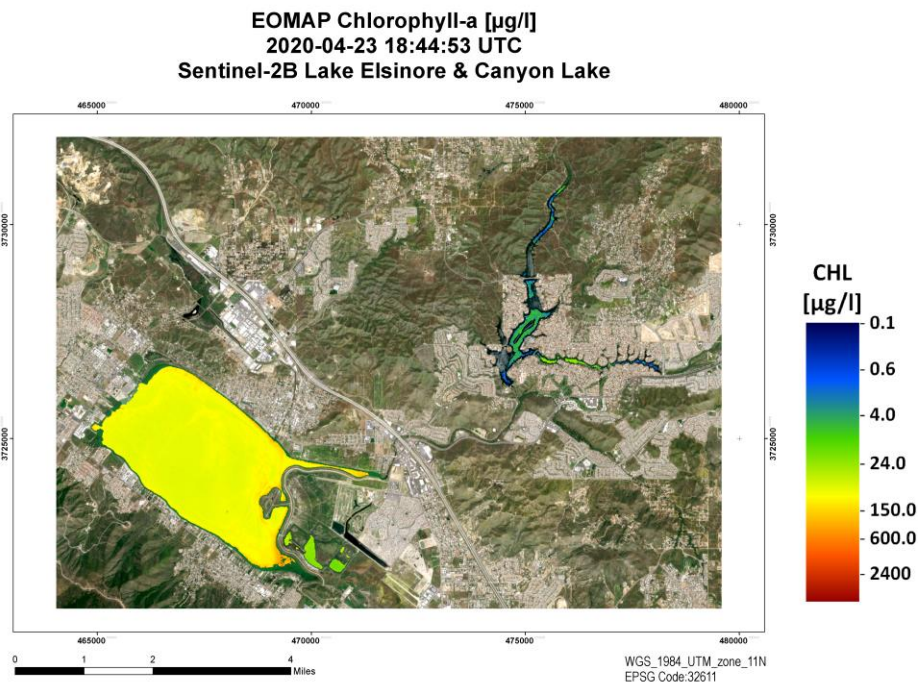 EOMAP Chlorophyll-a [µg/l]
2020-04-23 18:44:53 UTC
Sentinel-2B Lake Elsinore & Canyon Lake
465000 470000 475000 480000
3730000 3730000
3725000 3725000
CHL
[µg/l]
0.1
0.6
4.0
24.0
150.0
600.0
2400
465000 470000 475000 480000
0 1 2 4
Miles
WGS_1984_UTM_zone_11N
EPSG Code:32611